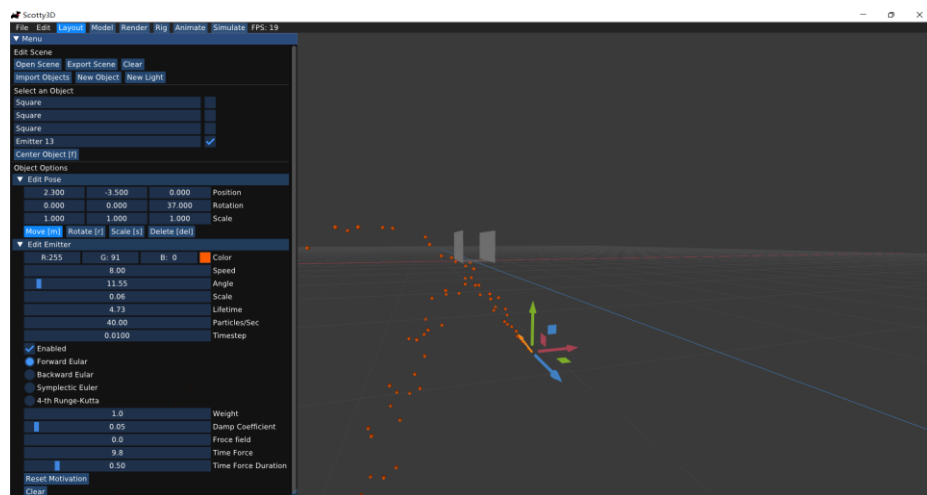 Scotty3D
File Edit Layout Model Render Rig Animate Simulate FPS: 19
Menu
Edit Scene
Open Scene Export Scene Clear
Import Objects New Object New Light
Select an Object
Square
Square
Square
Emitter 13
Center Object [f]
Object Options
Edit Pose
2.300 -3.500 0.000 Position
0.000 0.000 37.000 Rotation
1.000 1.000 1.000 Scale
Move [m] Rotate [r] Scale [s] Delete [del]
Edit Emitter
R:255 G: 91 B: 0 Color
8.00 Speed
11.55 Angle
0.06 Scale
4.73 Lifetime
40.00 Particles/Sec
0.0100 Timestep
Enabled
Forward Eular
Backward Eular
Symplectic Euler
4-th Runge-Kutta
1.0 Weight
0.05 Damp Coefficient
0.0 Froce field
9.8 Time Force
0.50 Time Force Duration
Reset Motivation
Clear